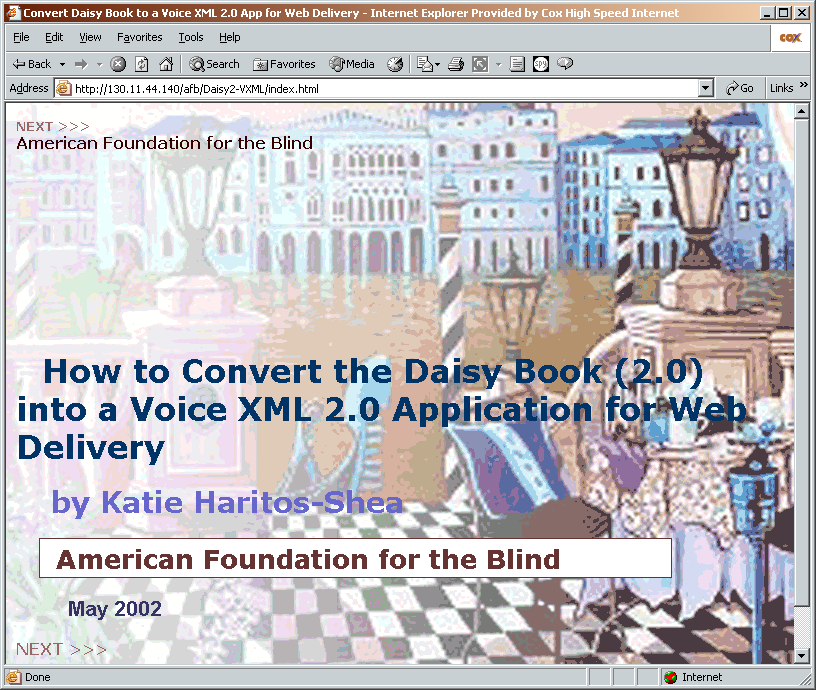 Convert Daisy Book to a Voice XML 2.0 App for Web Delivery - Internet Explorer Provided by Cox High Speed Internet
File Edit View Favorites Tools Help
COX
Back Search Favorites Media SPY
Address http://130.11.44.140/afb/Daisy2-VXML/index.html Go Links »
NEXT >>>
American Foundation for the Blind
How to Convert the Daisy Book (2.0)
into a Voice XML 2.0 Application for Web
Delivery
by Katie Haritos-Shea
American Foundation for the Blind
May 2002
NEXT >>>
Done Internet